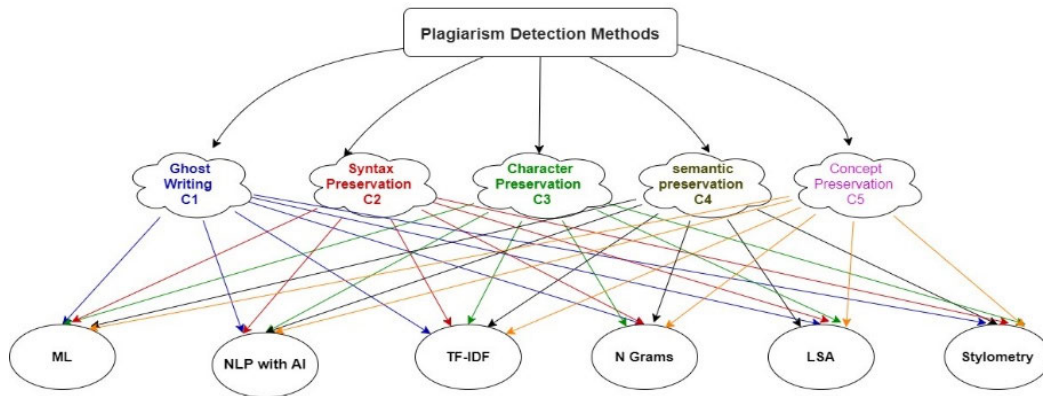 Plagiarism Detection Methods
Ghost
Writing
C1
Syntax
Preservation
C2
Character
Preservation
C3
semantic
preservation
C4
Concept
Preservation
C5
ML
NLP with AI
TF-IDF
N Grams
LSA
Stylometry